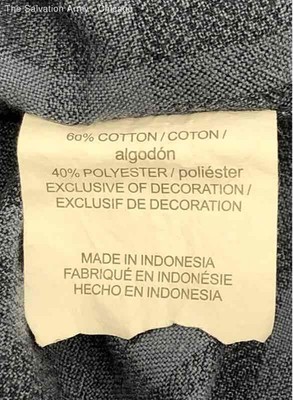 The Salvation Army - Chicago
60% COTTON / COTON /
algodón
40% POLYESTER / poliéster
EXCLUSIVE OF DECORATION /
EXCLUSIF DE DECORATION
MADE IN INDONESIA
FABRIQUÉ EN INDONÉSIE
HECHO EN INDONESIA